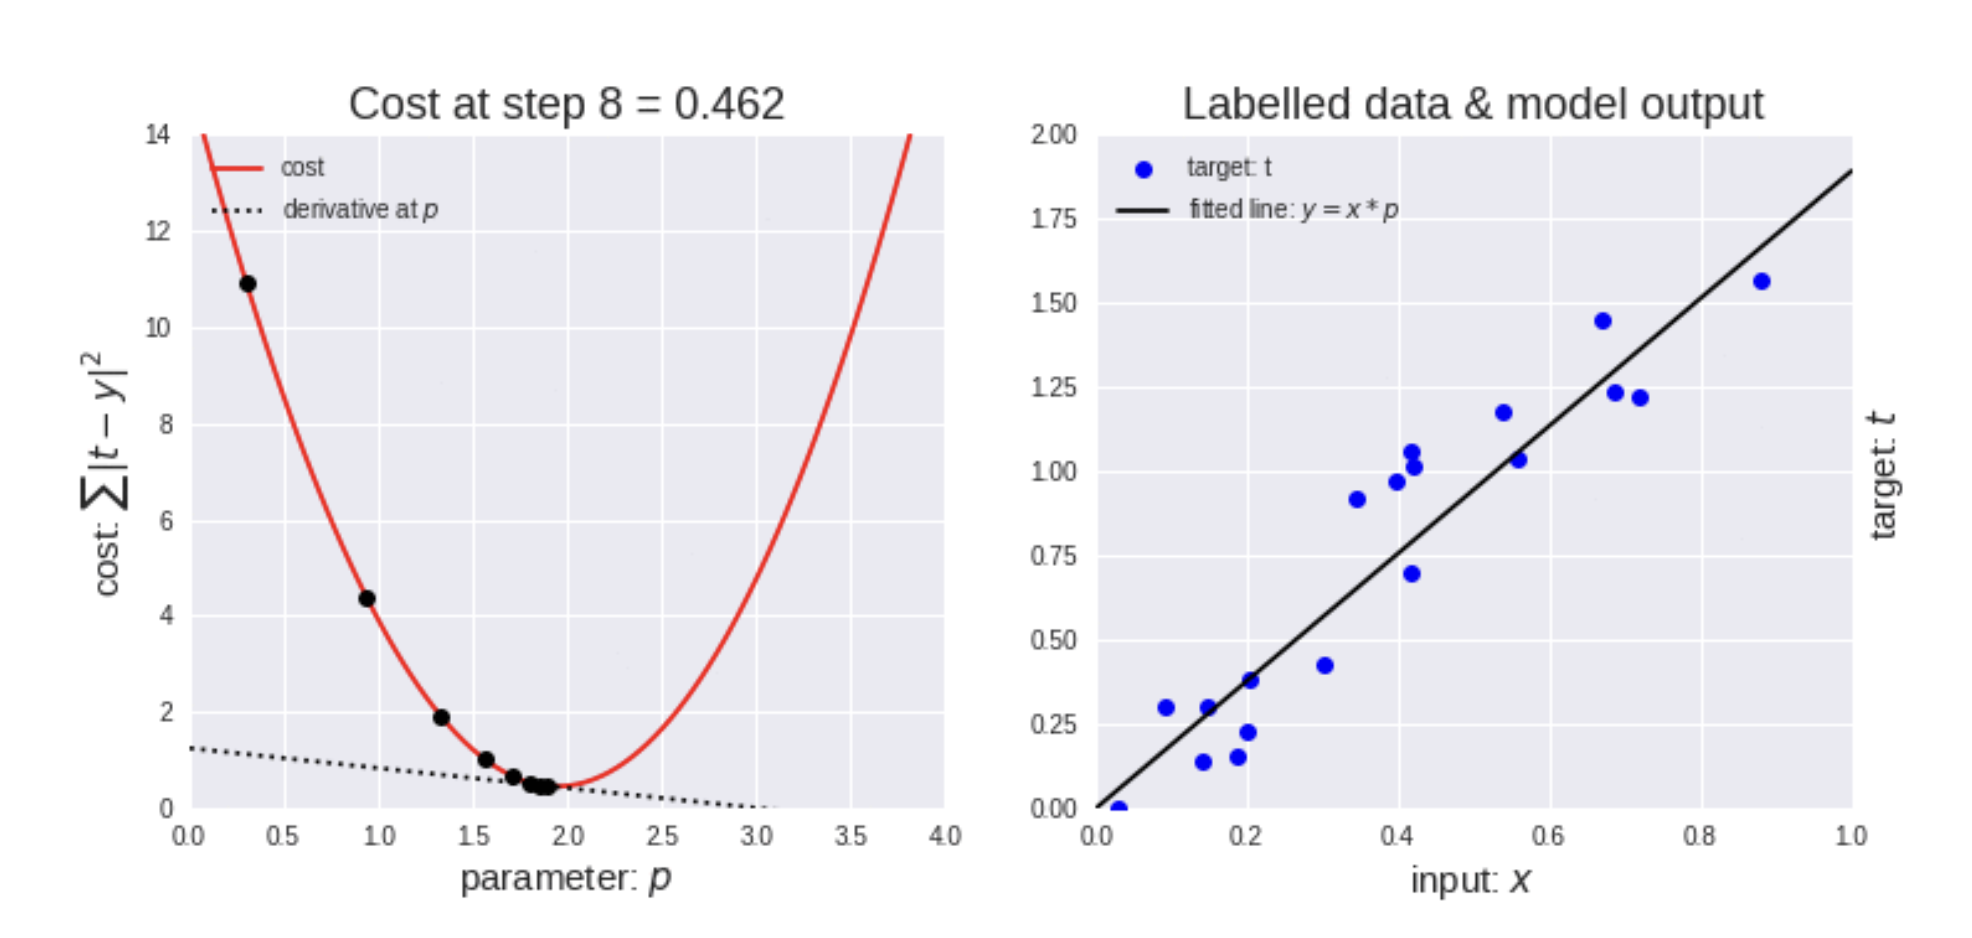 Cost at step 8 = 0.462
14
12
10
8
6
4
2
0
cost
derivative at p
cost: ∑|t − y|²
0.0 0.5 1.0 1.5 2.0 2.5 3.0 3.5 4.0
parameter: p
Labelled data & model output
2.00
1.75
1.50
1.25
1.00
0.75
0.50
0.25
0.00
target: t
fitted line: y = x * p
0.0 0.2 0.4 0.6 0.8 1.0
input: x
target: t